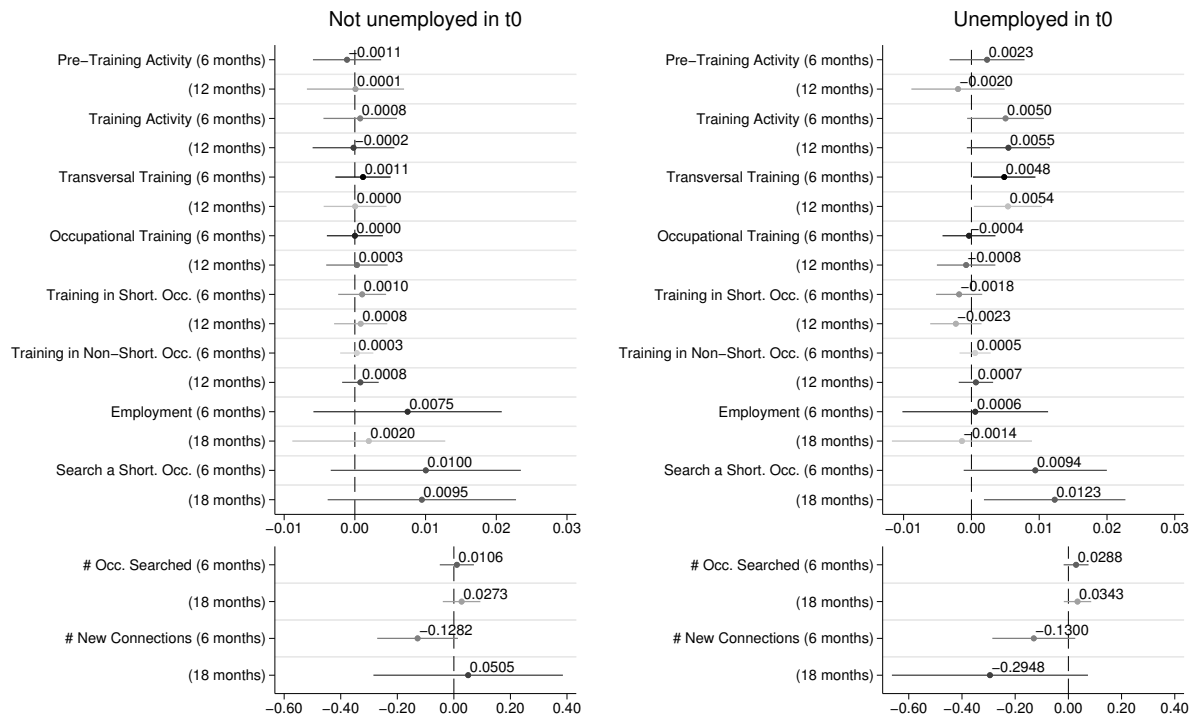 Not unemployed in t0
Pre−Training Activity (6 months) −0.0011
(12 months) 0.0001
Training Activity (6 months) 0.0008
(12 months) −0.0002
Transversal Training (6 months) 0.0011
(12 months) 0.0000
Occupational Training (6 months) 0.0000
(12 months) 0.0003
Training in Short. Occ. (6 months) 0.0010
(12 months) 0.0008
Training in Non−Short. Occ. (6 months) 0.0003
(12 months) 0.0008
Employment (6 months) 0.0075
(18 months) 0.0020
Search a Short. Occ. (6 months) 0.0100
(18 months) 0.0095
−0.01 0.00 0.01 0.02 0.03
# Occ. Searched (6 months) 0.0106
(18 months) 0.0273
# New Connections (6 months) −0.1282
(18 months) 0.0505
−0.60 −0.40 −0.20 0.00 0.20 0.40
Unemployed in t0
Pre−Training Activity (6 months) 0.0023
(12 months) −0.0020
Training Activity (6 months) 0.0050
(12 months) 0.0055
Transversal Training (6 months) 0.0048
(12 months) 0.0054
Occupational Training (6 months) −0.0004
(12 months) −0.0008
Training in Short. Occ. (6 months) −0.0018
(12 months) −0.0023
Training in Non−Short. Occ. (6 months) 0.0005
(12 months) 0.0007
Employment (6 months) 0.0006
(18 months) −0.0014
Search a Short. Occ. (6 months) 0.0094
(18 months) 0.0123
−0.01 0.00 0.01 0.02 0.03
# Occ. Searched (6 months) 0.0288
(18 months) 0.0343
# New Connections (6 months) −0.1300
(18 months) −0.2948
−0.60 −0.40 −0.20 0.00 0.20 0.40